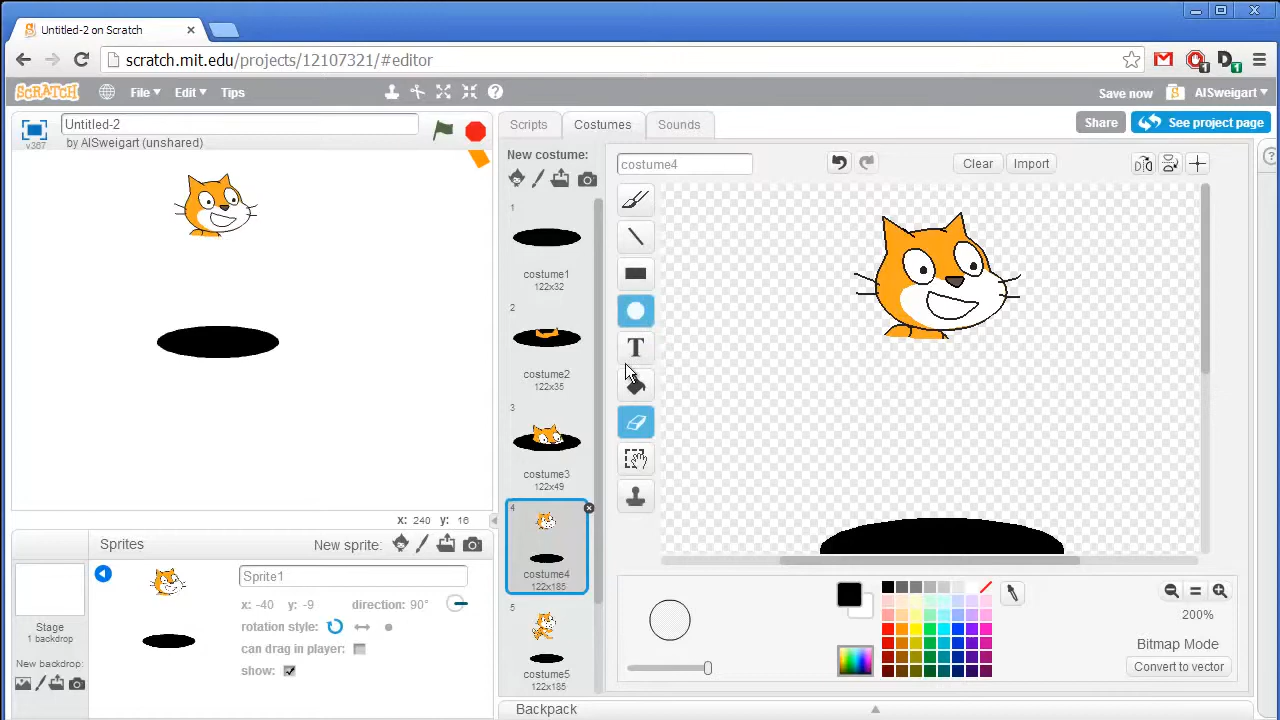 Untitled-2 on Scratch
scratch.mit.edu/projects/12107321/#editor
1
1
SCRATCH
File
Edit
Tips
Save now
AlSweigart
v387
Untitled-2
by AlSweigart (unshared)
Scripts
Costumes
Sounds
Share
See project page
New costume:
costume4
Clear
Import
1
costume1
122x32
2
costume2
122x35
3
costume3
122x49
4
costume4
122x185
5
costume5
122x185
T
x: 240 y: 16
Sprites
New sprite:
Sprite1
x: -40 y: -9 direction: 90°
rotation style:
can drag in player:
show:
Stage
1 backdrop
New backdrop:
200%
Bitmap Mode
Convert to vector
Backpack